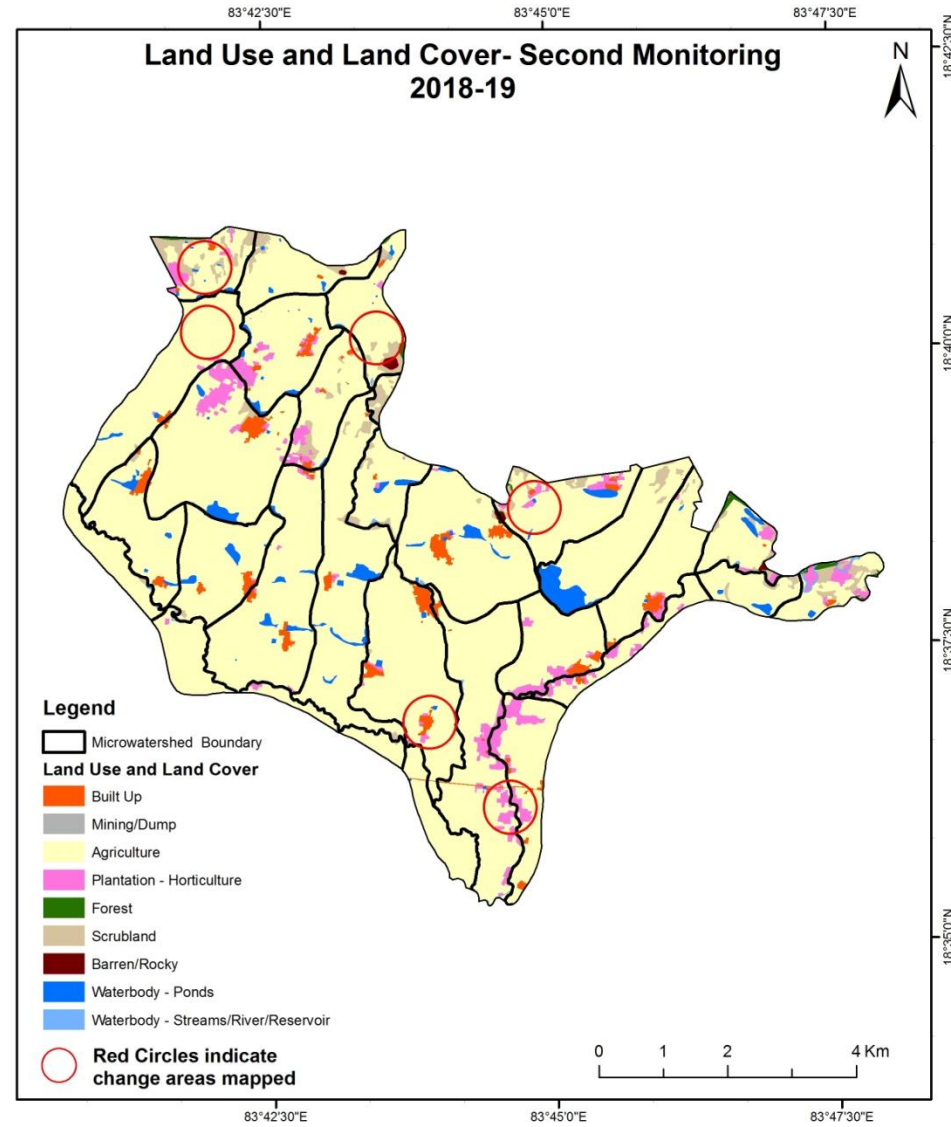 83°42'30"E
83°45'0"E
83°47'30"E
18°42'30"N
Land Use and Land Cover- Second Monitoring
2018-19
N
18°40'0"N
18°37'30"N
Legend
Microwatershed Boundary
Land Use and Land Cover
Built Up
Mining/Dump
Agriculture
Plantation - Horticulture
Forest
Scrubland
Barren/Rocky
Waterbody - Ponds
Waterbody - Streams/River/Reservoir
Red Circles indicate
change areas mapped
18°35'0"N
0 1 2 4 Km
83°42'30"E
83°45'0"E
83°47'30"E